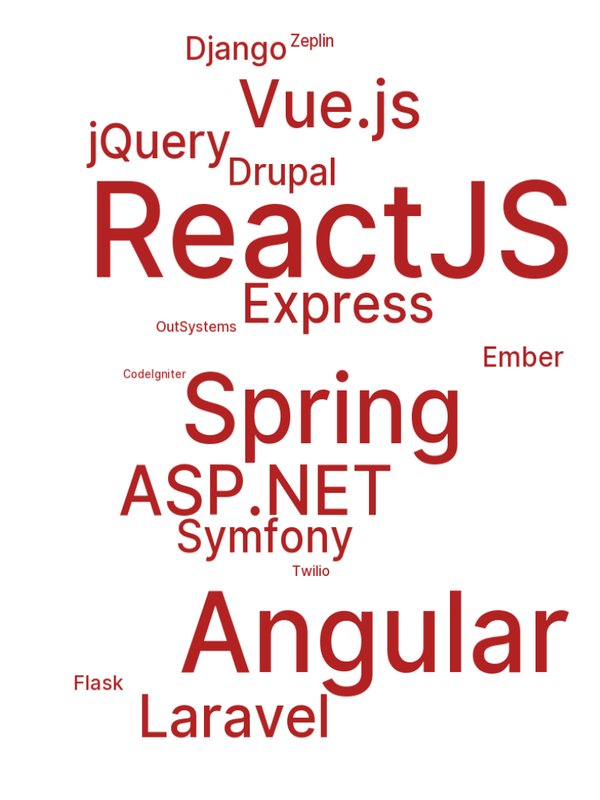 Django
Zeplin
Vue.js
jQuery
Drupal
ReactJS
Express
OutSystems
Ember
CodeIgniter
Spring
ASP.NET
Symfony
Twilio
Angular
Flask
Laravel